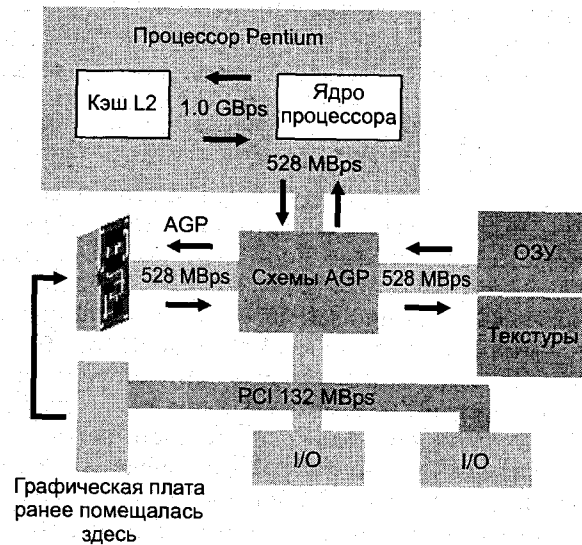 Процессор Pentium
Кэш L2
1.0 GBps
Ядро
процессора
528 MBps
AGP
528 MBps
Схемы AGP
528 MBps
ОЗУ
Текстуры
PCI 132 MBps
I/O
I/O
Графическая плата
ранее помещалась
здесь